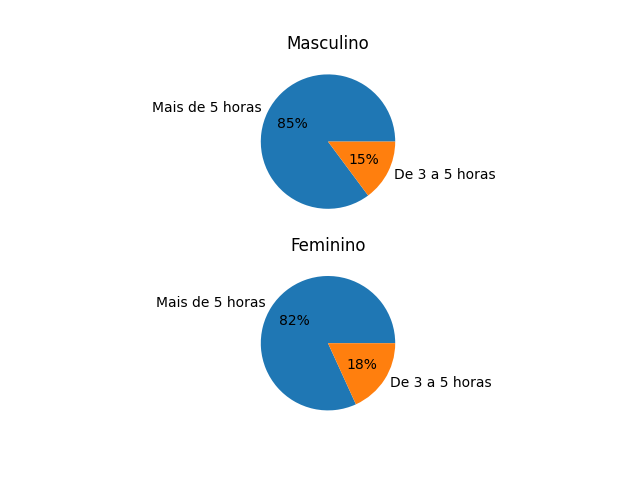 Masculino
Mais de 5 horas
85%
15%
De 3 a 5 horas
Feminino
Mais de 5 horas
82%
18%
De 3 a 5 horas